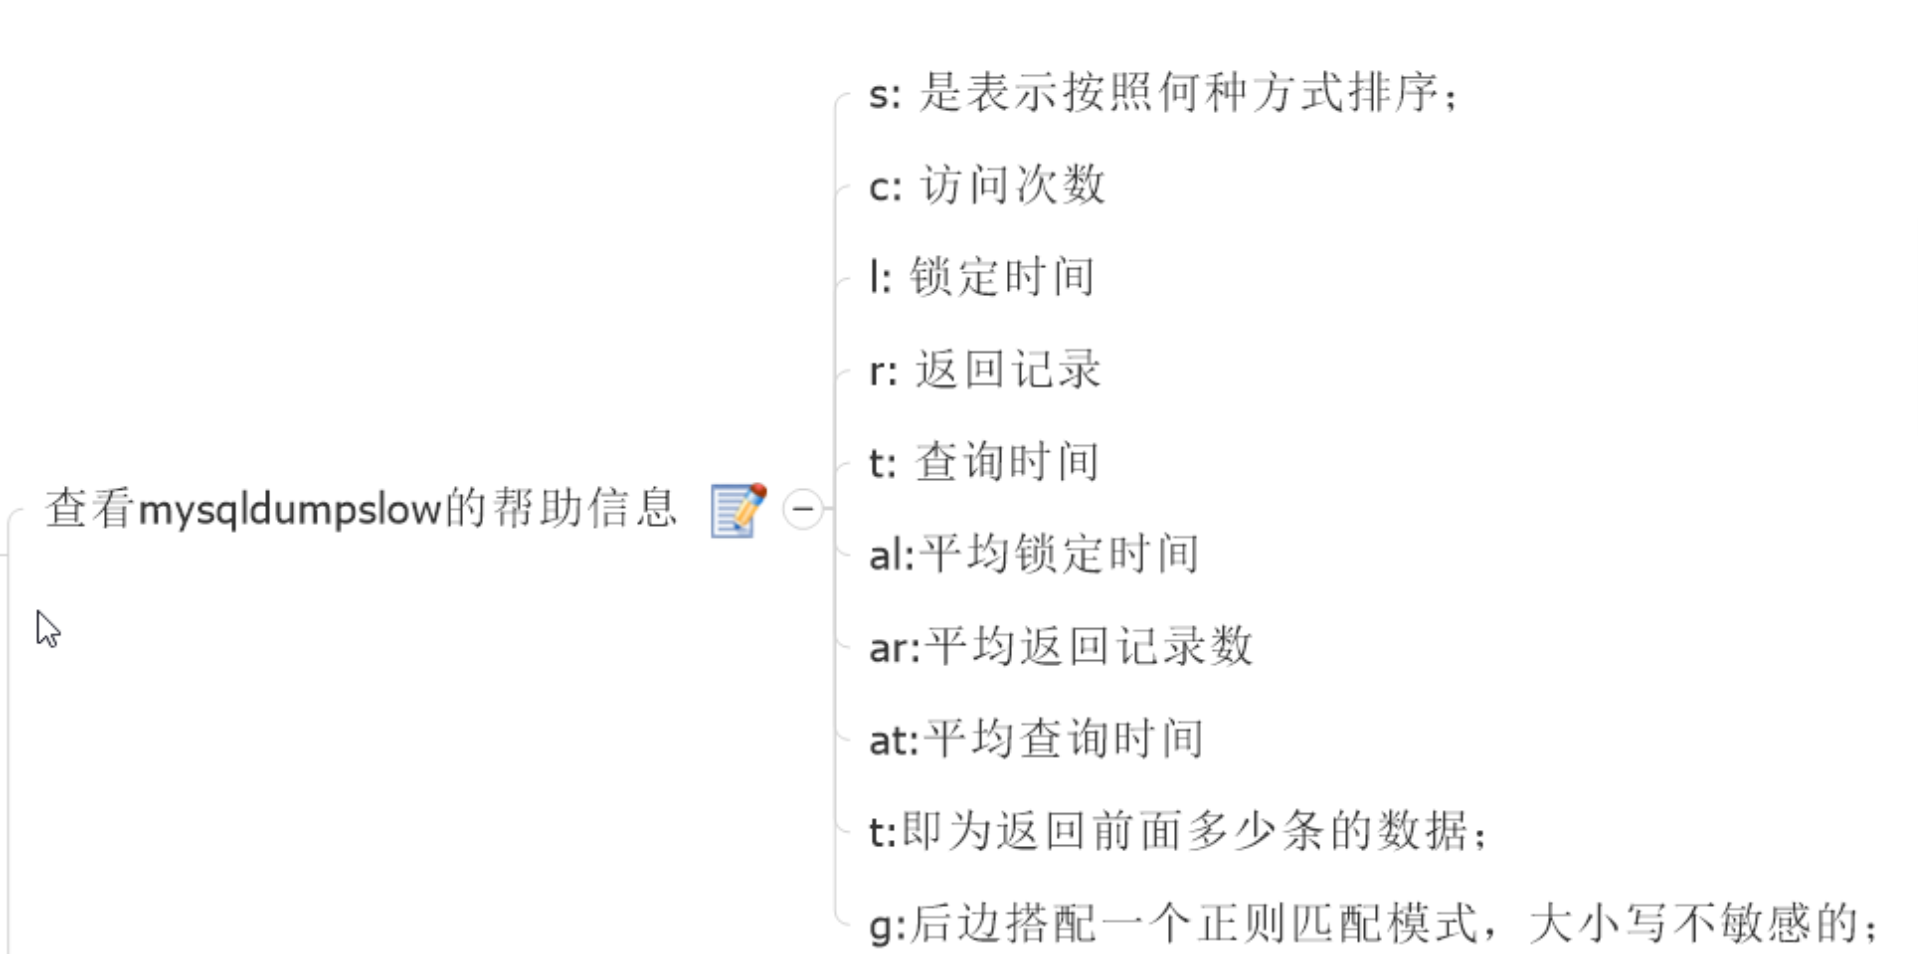 s: 是表示按照何种方式排序；
c: 访问次数
l: 锁定时间
r: 返回记录
t: 查询时间
查看mysqldumpslow的帮助信息
al:平均锁定时间
ar:平均返回记录数
at:平均查询时间
t:即为返回前面多少条的数据；
g:后边搭配一个正则匹配模式，大小写不敏感的；